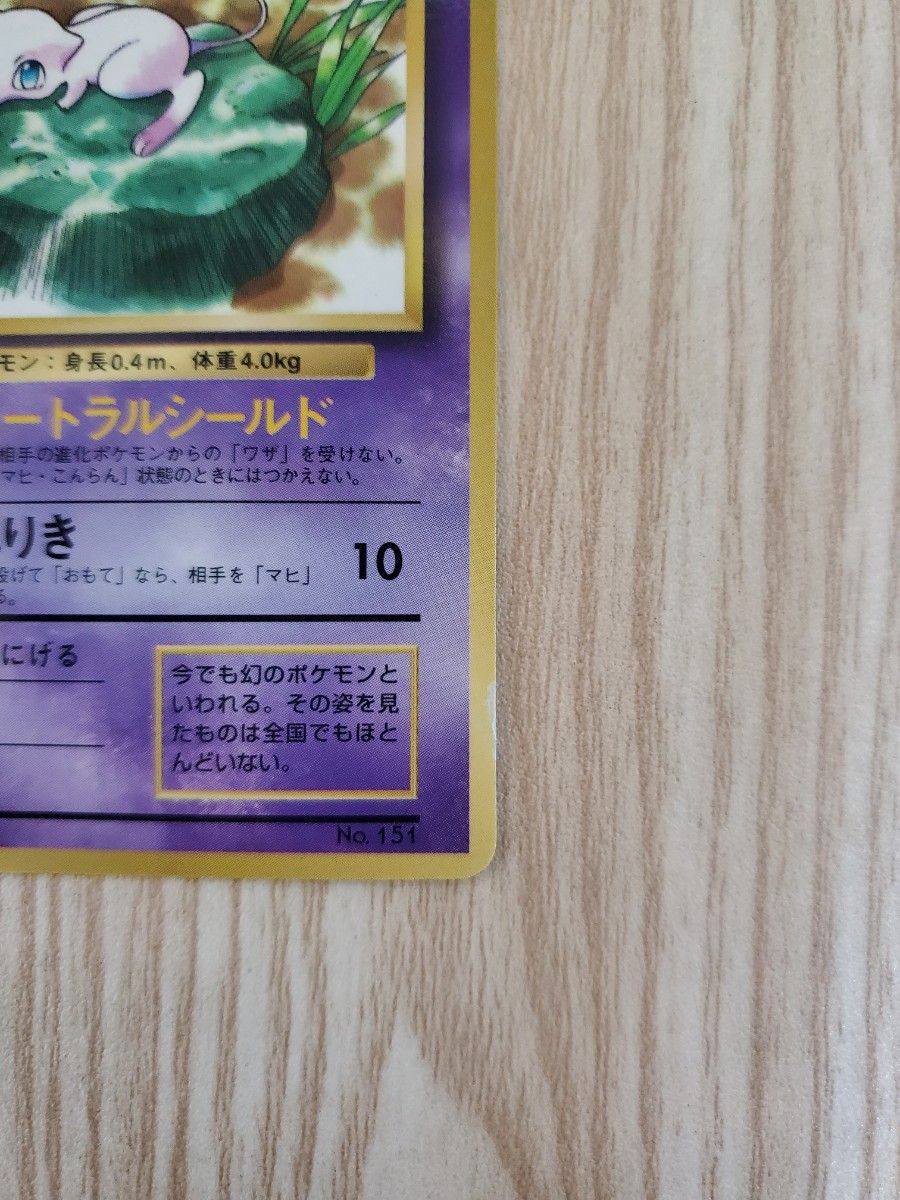 モン：身長0.4m、体重4.0kg
ートラルシールド
相手の進化ポケモンからの「ワザ」を受けない。
マヒ・こんらん」状態のときにはつかえない。
りき
10
投げて「おもて」なら、相手を「マヒ」
る。
にげる
今でも幻のポケモンと
いわれる。その姿を見
たものは全国でもほと
んどいない。
No. 151